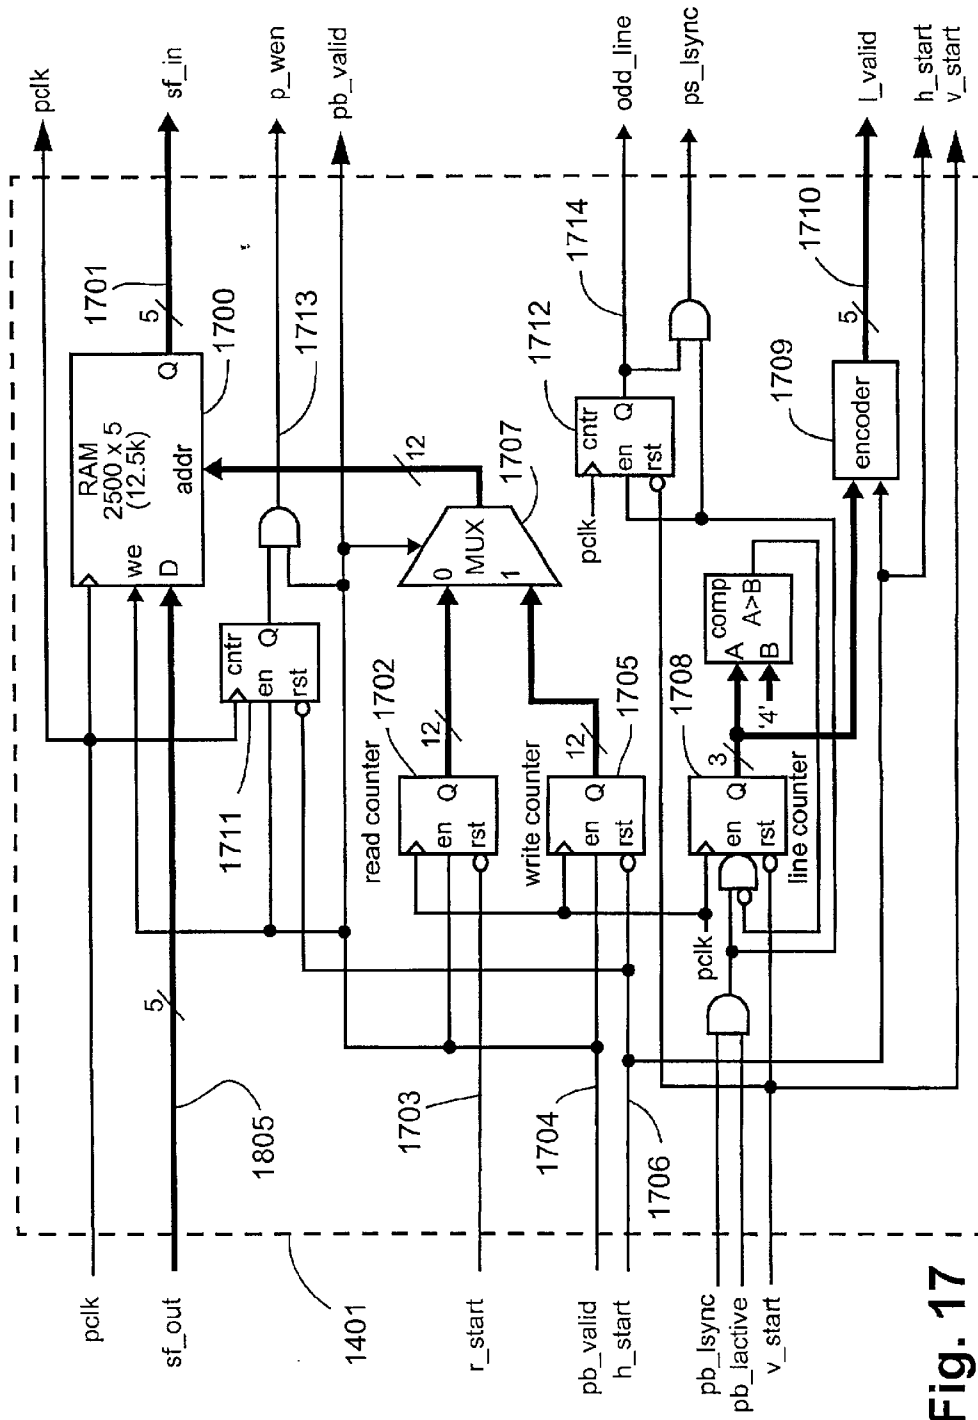 pclk
sf_out
1401
r_start
pb_valid
h_start
pb_lsync
pb_lactive
v_start
1805
5
1703
1704
1706
RAM
2500 x 5
(12.5k)
we
D
addr
Q
5
1701
1700
1713
cntr
en
Q
rst
1711
12
MUX
0
1
1707
read counter
1702
12
en
Q
rst
write counter
1705
12
en
Q
rst
1708
3
en
Q
rst
line counter
pclk
comp
A
B
A>B
'4'
cntr
en
Q
rst
pclk
1712
1714
encoder
1709
5
1710
pclk
sf_in
p_wen
pb_valid
odd_line
ps_lsync
l_valid
h_start
v_start
Fig. 17